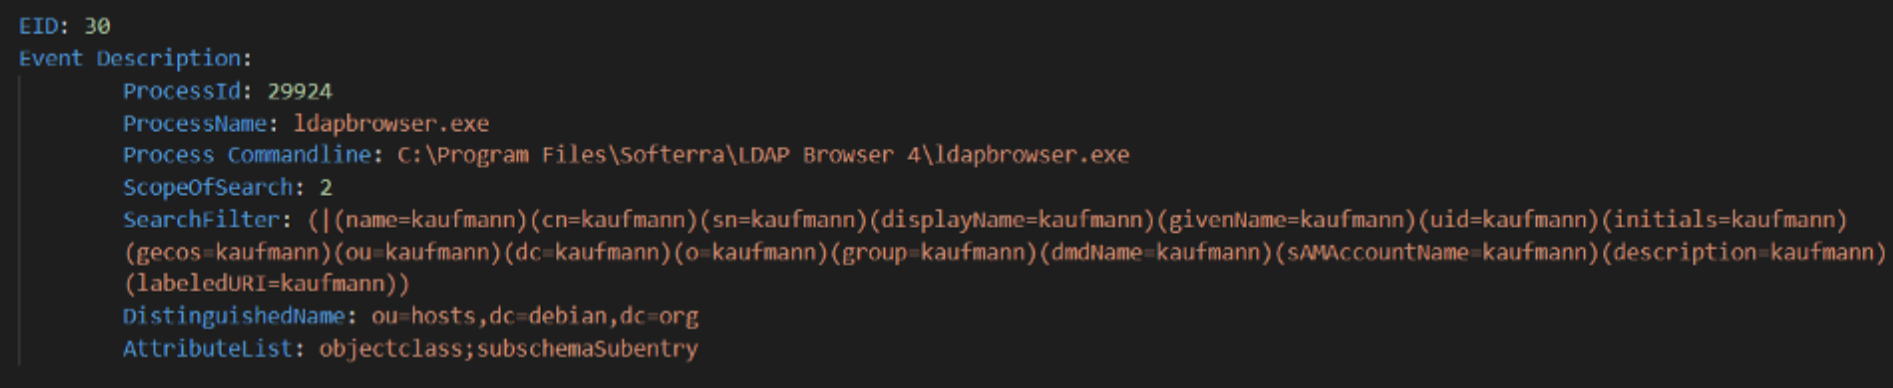 EID: 30
Event Description:
ProcessId: 29924
ProcessName: ldapbrowser.exe
Process Commandline: C:\Program Files\Softerra\LDAP Browser 4\ldapbrowser.exe
ScopeOfSearch: 2
SearchFilter: (|(name=kaufmann)(cn=kaufmann)(sn=kaufmann)(displayName=kaufmann)(givenName=kaufmann)(uid=kaufmann)(initials=kaufmann)
(gecos=kaufmann)(ou=kaufmann)(dc=kaufmann)(o=kaufmann)(group=kaufmann)(dmdName=kaufmann)(sAMAccountName=kaufmann)(description=kaufmann)
(labeledURI=kaufmann))
DistinguishedName: ou=hosts,dc=debian,dc=org
AttributeList: objectclass;subschemaSubentry